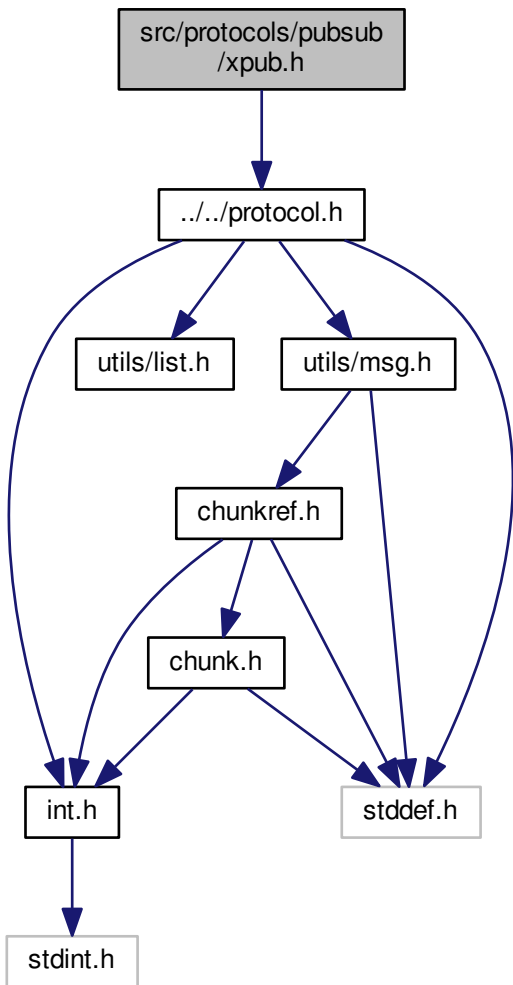 src/protocols/pubsub
/xpub.h
../../protocol.h
utils/list.h
utils/msg.h
chunkref.h
chunk.h
int.h
stddef.h
stdint.h